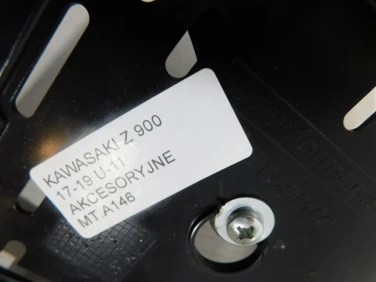 KAWASAKI Z 900
17-19 U-11
AKCESORYJNE
MT.A146